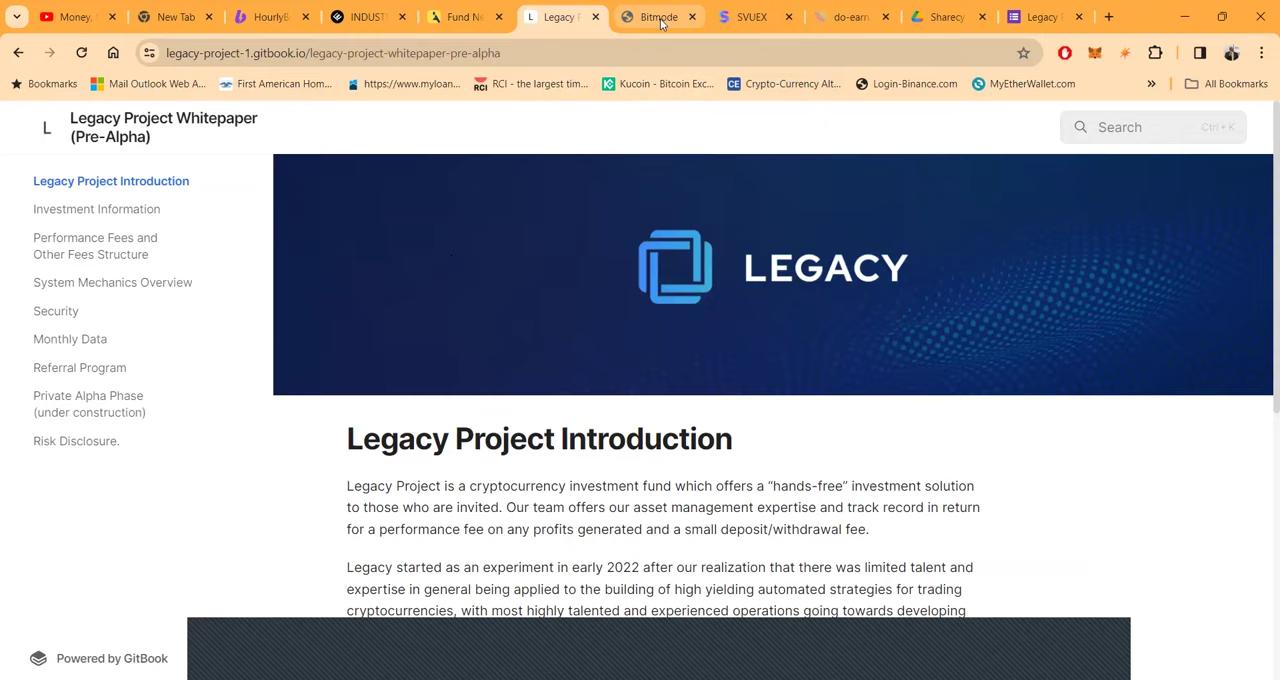 Money,
New Tab
HourlyB
INDUST
Fund N
Legacy P
Bitmode
SVUEX
do-earn
Sharecy
Legacy
legacy-project-1.gitbook.io/legacy-project-whitepaper-pre-alpha
Bookmarks
Mail Outlook Web A...
First American Hom...
https://www.myloan...
RCI
RCI - the largest tim...
Kucoin - Bitcoin Exc...
CE
Crypto-Currency Alt...
Login-Binance.com
MyEtherWallet.com
»
All Bookmarks
L
Legacy Project Whitepaper
(Pre-Alpha)
Search
Ctrl + K
Legacy Project Introduction
Investment Information
Performance Fees and
Other Fees Structure
System Mechanics Overview
Security
Monthly Data
Referral Program
Private Alpha Phase
(under construction)
Risk Disclosure.
Powered by GitBook
LEGACY
Legacy Project Introduction
Legacy Project is a cryptocurrency investment fund which offers a “hands-free” investment solution
to those who are invited. Our team offers our asset management expertise and track record in return
for a performance fee on any profits generated and a small deposit/withdrawal fee.
Legacy started as an experiment in early 2022 after our realization that there was limited talent and
expertise in general being applied to the building of high yielding automated strategies for trading
cryptocurrencies, with most highly talented and experienced operations going towards developing